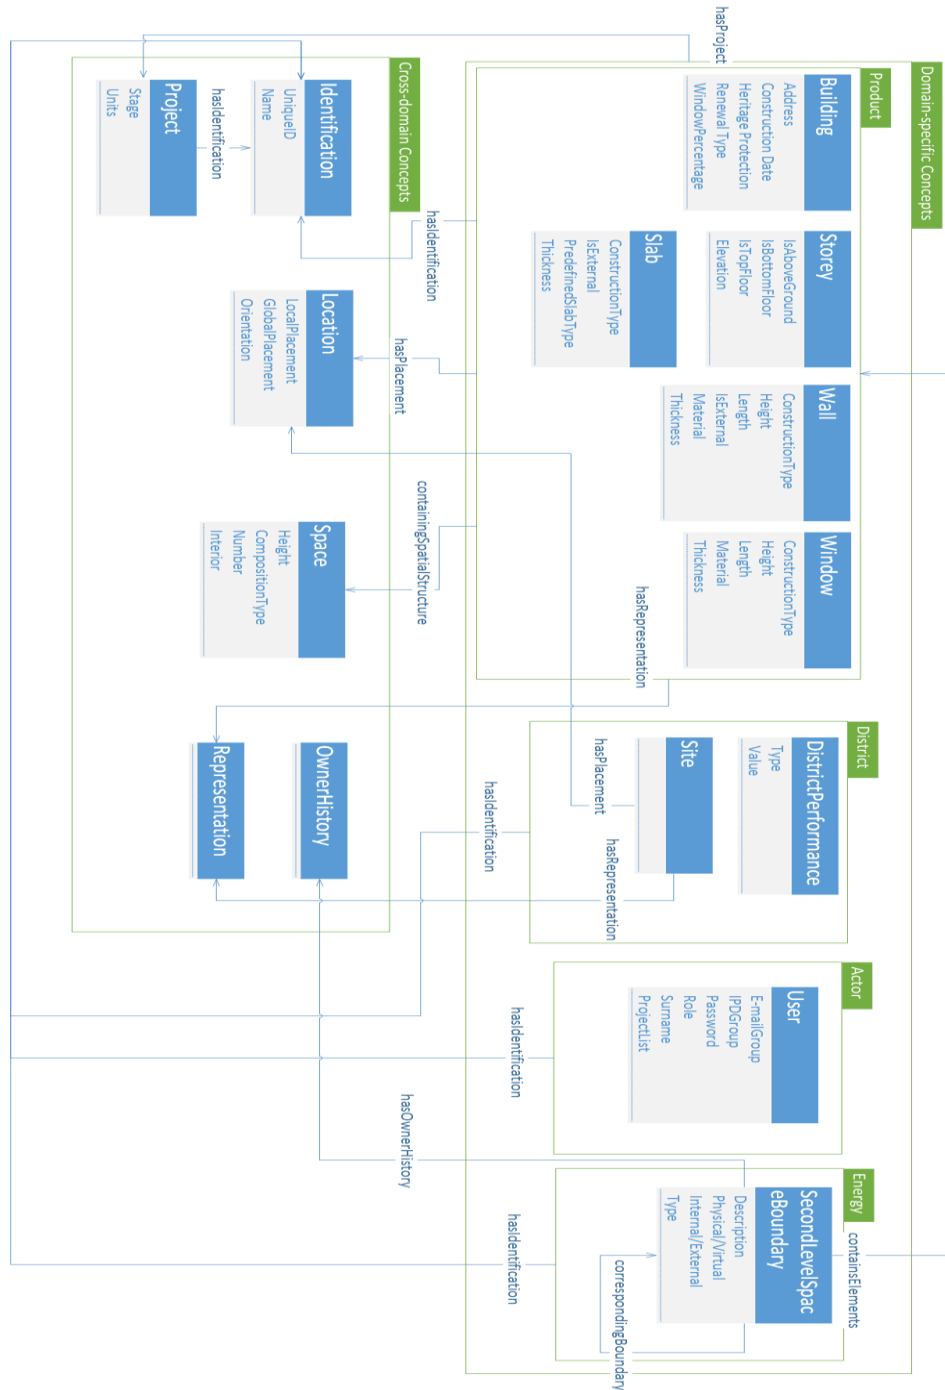 Domain-specific Concepts
Product
Building
Address
Construction Date
Heritage Protection
Renewal Type
WindowPercentage
Storey
IsAboveGround
IsBottomFloor
IsTopFloor
Elevation
Wall
ConstructionType
Height
Length
IsExternal
Material
Thickness
Window
ConstructionType
Height
Length
Material
Thickness
Slab
ConstructionType
IsExternal
PredefinedSlabType
Thickness
District
DistrictPerformance
Type
Value
Site
Actor
User
E-mailGroup
IPDGroup
Password
Role
Surname
ProjectList
Energy
SecondLevelSpac
eBoundary
Description
Physical/Virtual
Internal/External
Type
containsElements
correspondingBoundary
hasProject
hasRepresentation
hasPlacement
hasRepresentation
hasIdentification
hasPlacement
containingSpatialStructure
hasIdentification
hasIdentification
hasOwnerHistory
hasIdentification
Cross-domain Concepts
Identification
UniqueID
Name
Location
LocalPlacement
GlobalPlacement
Orientation
Space
Height
CompositionType
Number
Interior
OwnerHistory
Representation
hasIdentification
Project
Stage
Units